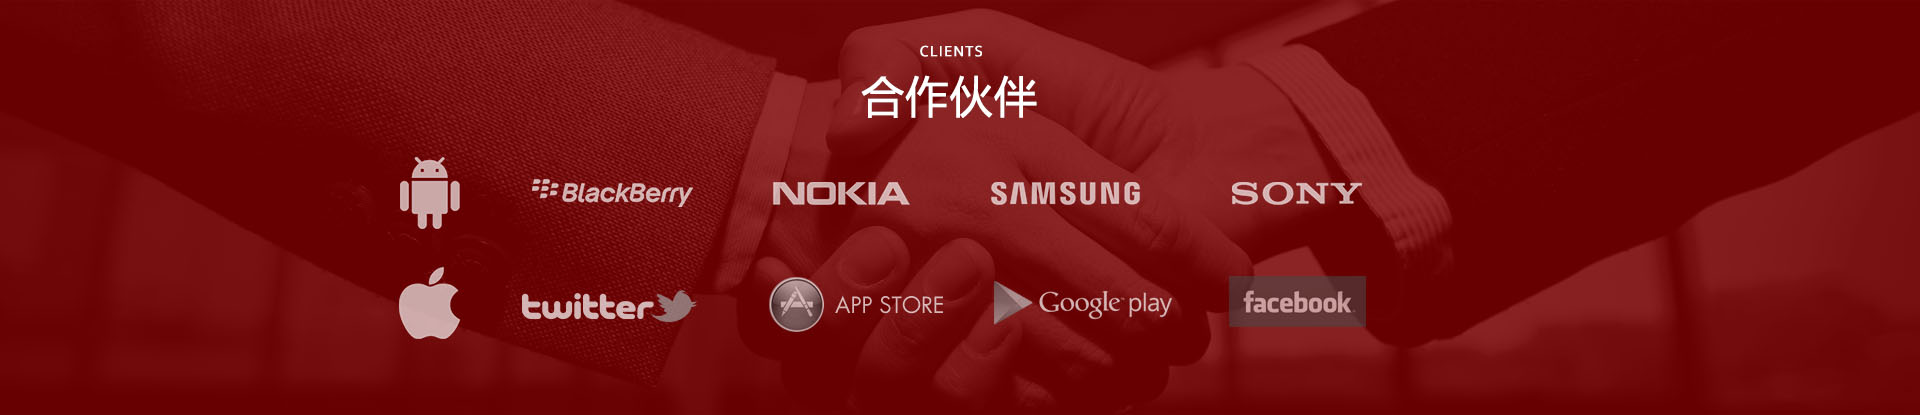 CLIENTS
合作伙伴
BlackBerry NOKIA SAMSUNG SONY
twitter APP STORE Google play facebook